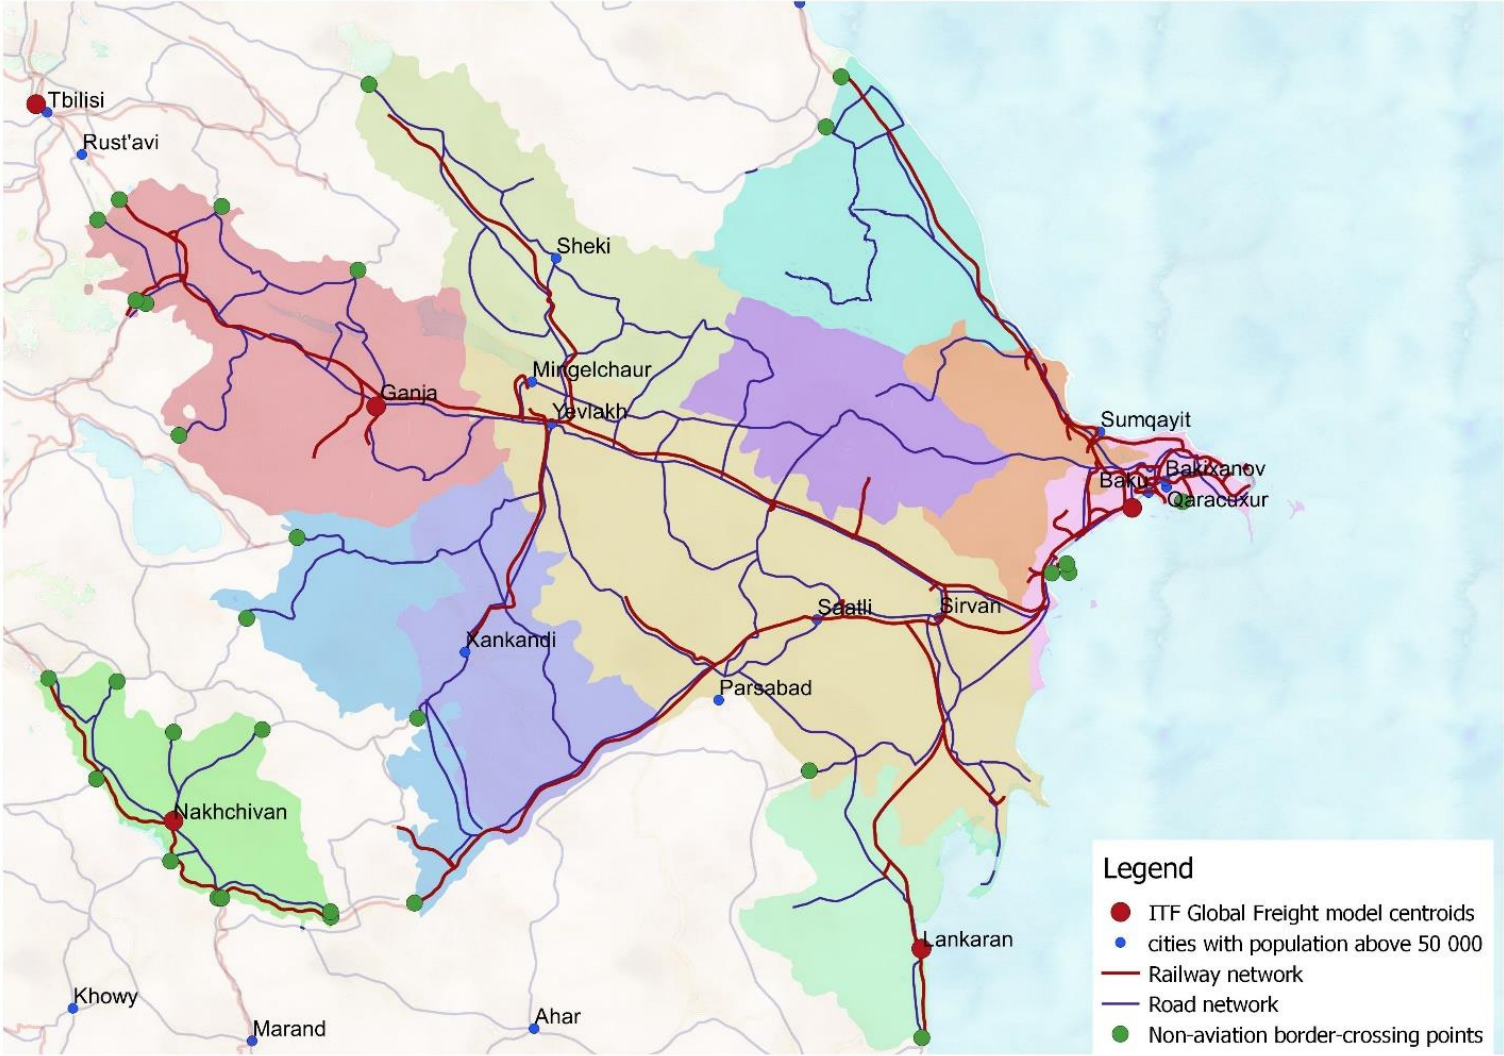 Tbilisi
Rust'avi
Sheki
Mingelchaur
Ganja
Yevlakh
Sumqayit
Bakixanov
Baku
Qaracuxur
Saatli
Sirvan
Xankandi
Parsabad
Nakhchivan
Lankaran
Khowy
Marand
Ahar
Legend
ITF Global Freight model centroids
cities with population above 50 000
Railway network
Road network
Non-aviation border-crossing points